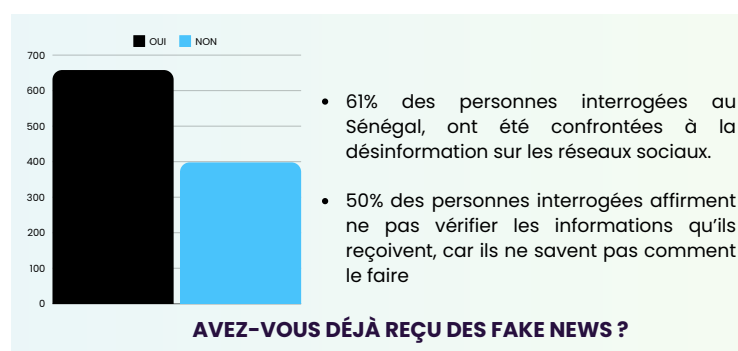 OUI NON
700
600
500
400
300
200
100
0
• 61% des personnes interrogées au
Sénégal, ont été confrontées à la
désinformation sur les réseaux sociaux.
• 50% des personnes interrogées affirment
ne pas vérifier les informations qu'ils
reçoivent, car ils ne savent pas comment
le faire
AVEZ-VOUS DÉJÀ REÇU DES FAKE NEWS ?